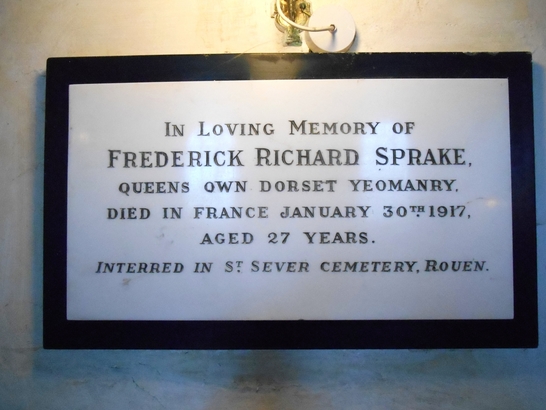 IN LOVING MEMORY OF
FREDERICK RICHARD SPRAKE,
QUEENS OWN DORSET YEOMANRY,
DIED IN FRANCE JANUARY 30TH 1917,
AGED 27 YEARS.
INTERRED IN ST SEVER CEMETERY, ROUEN.